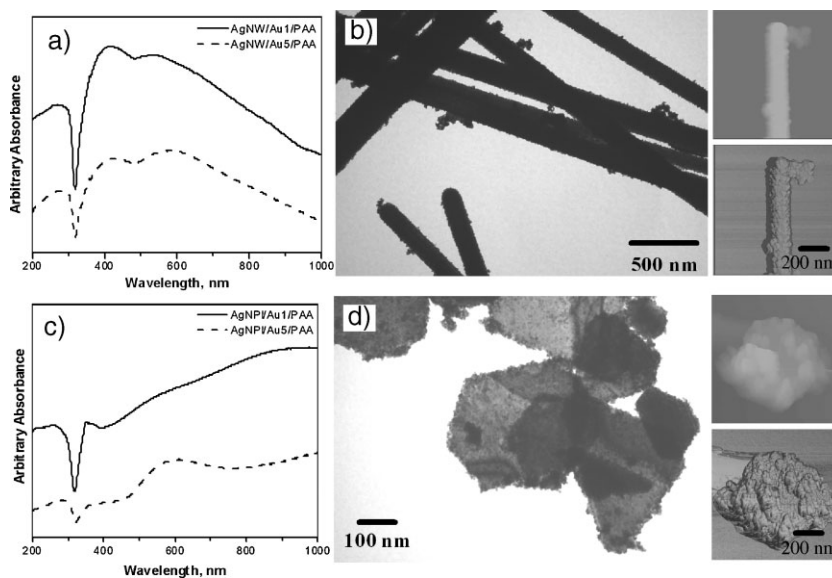 a)
AgNW/Au1/PAA
AgNW/Au5/PAA
Arbitrary Absorbance
200 400 600 800 1000
Wavelength, nm
b)
500 nm
200 nm
c)
AgNPl/Au1/PAA
AgNPl/Au5/PAA
Arbitrary Absorbance
200 400 600 800 1000
Wavelength, nm
d)
100 nm
200 nm